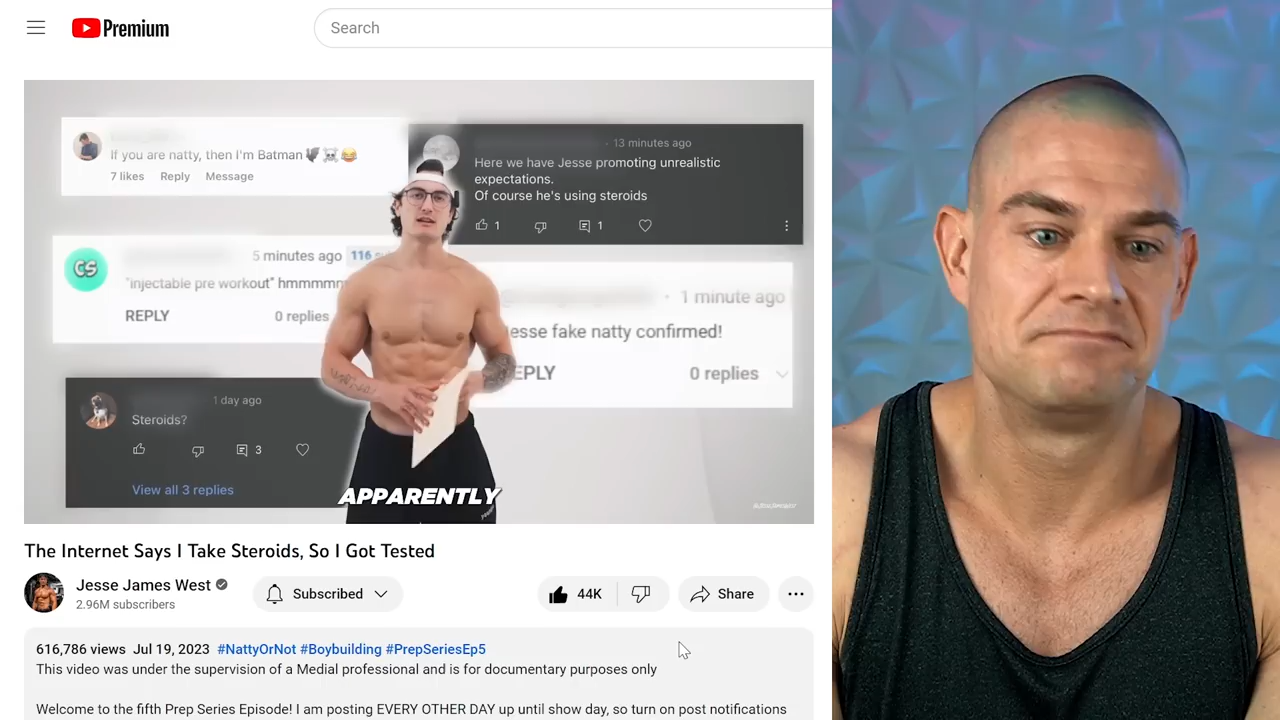 Premium
Search
If you are natty, then I'm Batman 🦇☠️😂
7 likes Reply Message
13 minutes ago
Here we have Jesse promoting unrealistic
expectations.
Of course he's using steroids
1
1
CS
5 minutes ago 116
"injectable pre workout"
REPLY 0 replies
1 minute ago
esse fake natty confirmed!
EPLY 0 replies
1 day ago
Steroids?
3
View all 3 replies
APPARENTLY
The Internet Says I Take Steroids, So I Got Tested
Jesse James West
2.96M subscribers
Subscribed
44K
Share
616,786 views Jul 19, 2023 #NattyOrNot #Boybuilding #PrepSeriesEp5
This video was under the supervision of a Medial professional and is for documentary purposes only
Welcome to the fifth Prep Series Episode! I am posting EVERY OTHER DAY up until show day, so turn on post notifications